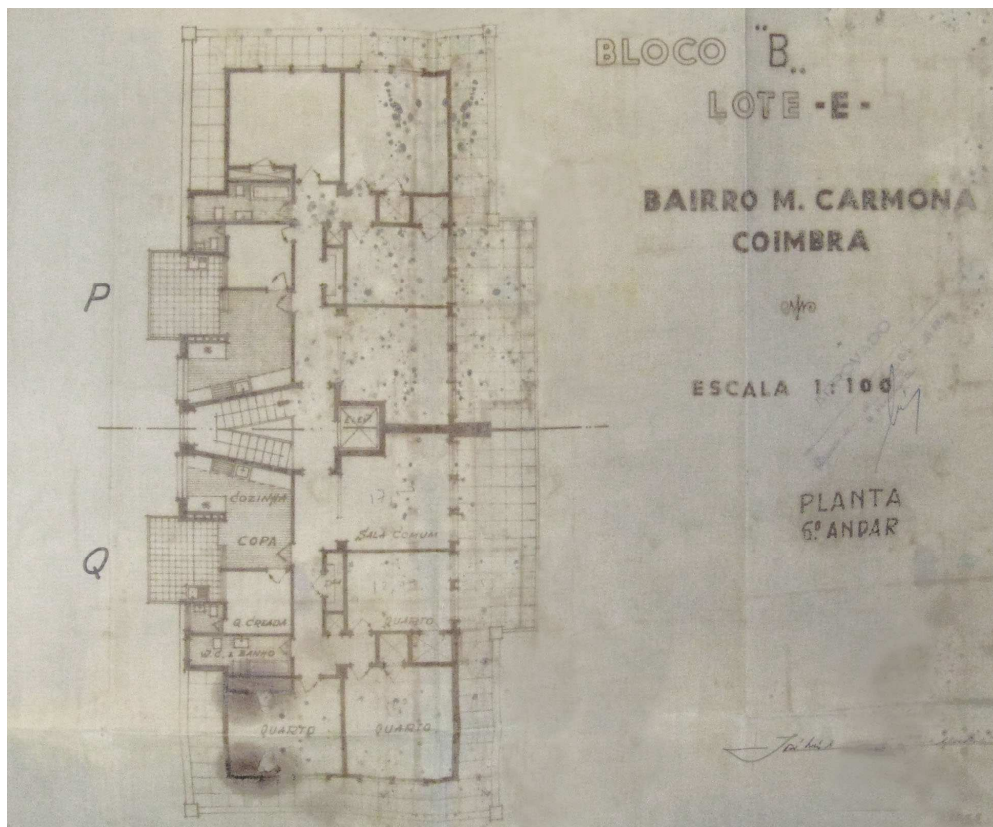 BLOCO "B„
LOTE -E-
BAIRRO M. CARMONA
COIMBRA
ESCALA 1:100
PLANTA
6º ANDAR
P
ELEV
COZINHA
COPA
SALA COMUM
Q
Q. CRIADA
QUARTO
W.C. e BANHO
QUARTO
QUARTO